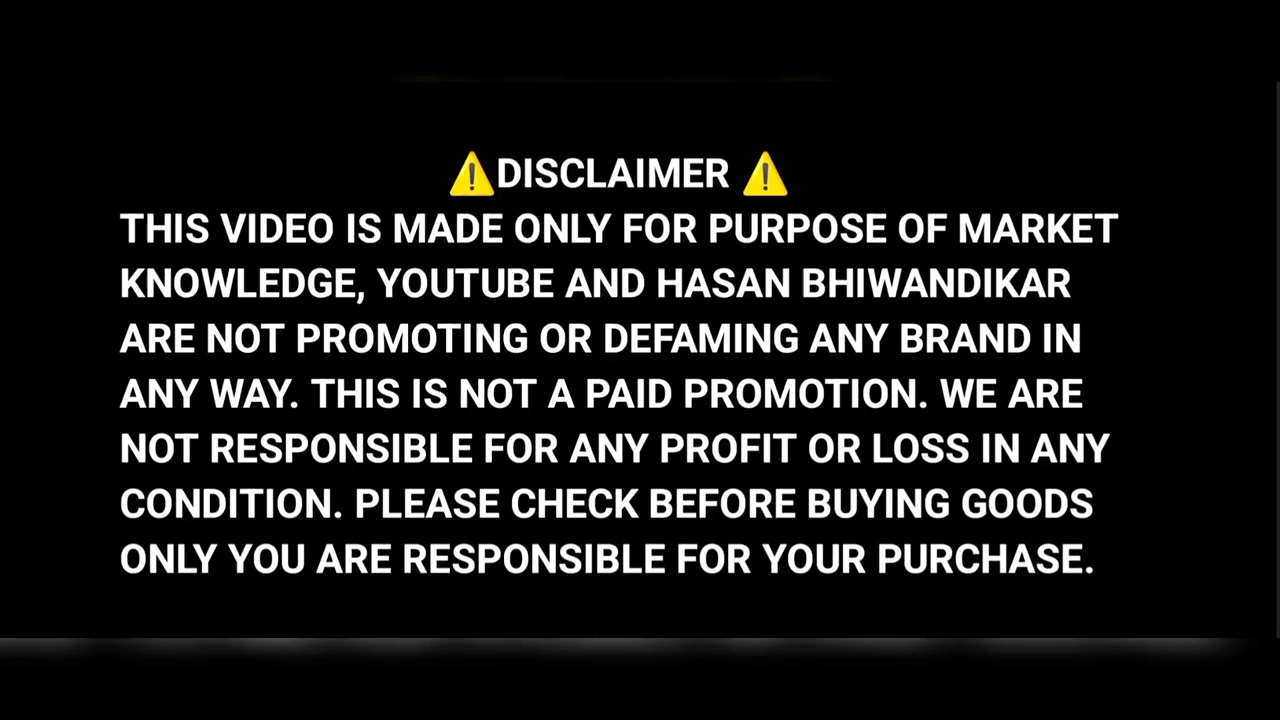 ⚠️DISCLAIMER ⚠️
THIS VIDEO IS MADE ONLY FOR PURPOSE OF MARKET
KNOWLEDGE, YOUTUBE AND HASAN BHIWANDIKAR
ARE NOT PROMOTING OR DEFAMING ANY BRAND IN
ANY WAY. THIS IS NOT A PAID PROMOTION. WE ARE
NOT RESPONSIBLE FOR ANY PROFIT OR LOSS IN ANY
CONDITION. PLEASE CHECK BEFORE BUYING GOODS
ONLY YOU ARE RESPONSIBLE FOR YOUR PURCHASE.